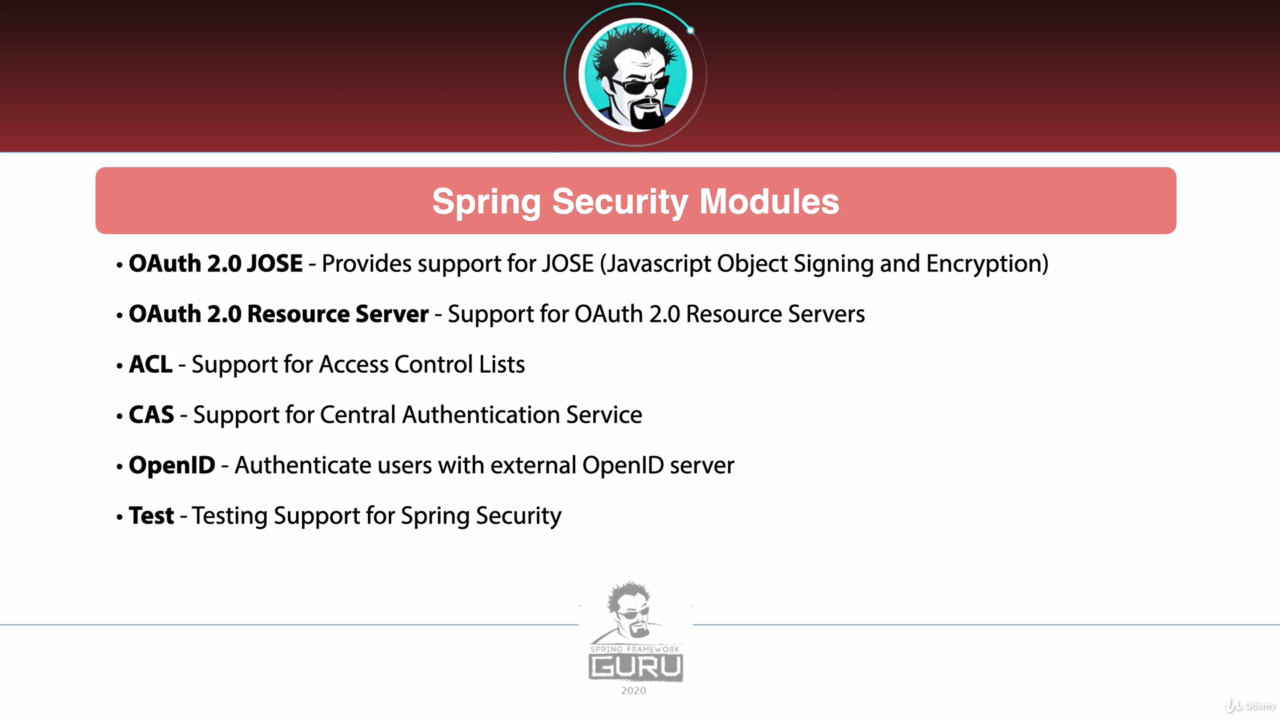 Spring Security Modules
• OAuth 2.0 JOSE - Provides support for JOSE (Javascript Object Signing and Encryption)
• OAuth 2.0 Resource Server - Support for OAuth 2.0 Resource Servers
• ACL - Support for Access Control Lists
• CAS - Support for Central Authentication Service
• OpenID - Authenticate users with external OpenID server
• Test - Testing Support for Spring Security
SPRING FRAMEWORK
GURU
2020
Udemy